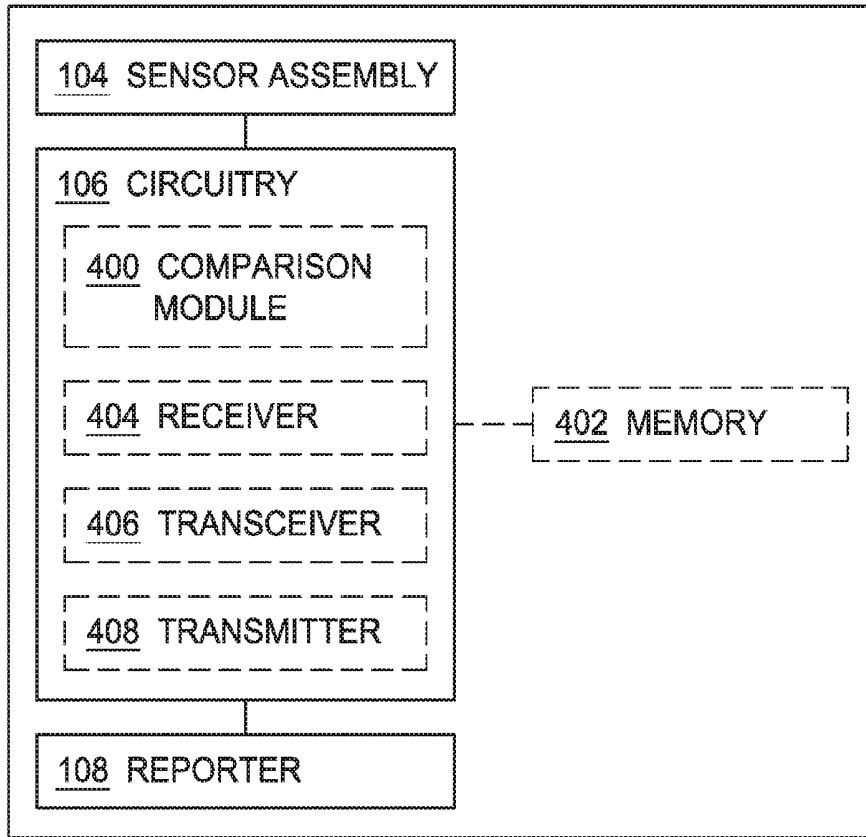 104 SENSOR ASSEMBLY
106 CIRCUITRY
400 COMPARISON
MODULE
404 RECEIVER
402 MEMORY
406 TRANSCEIVER
408 TRANSMITTER
108 REPORTER